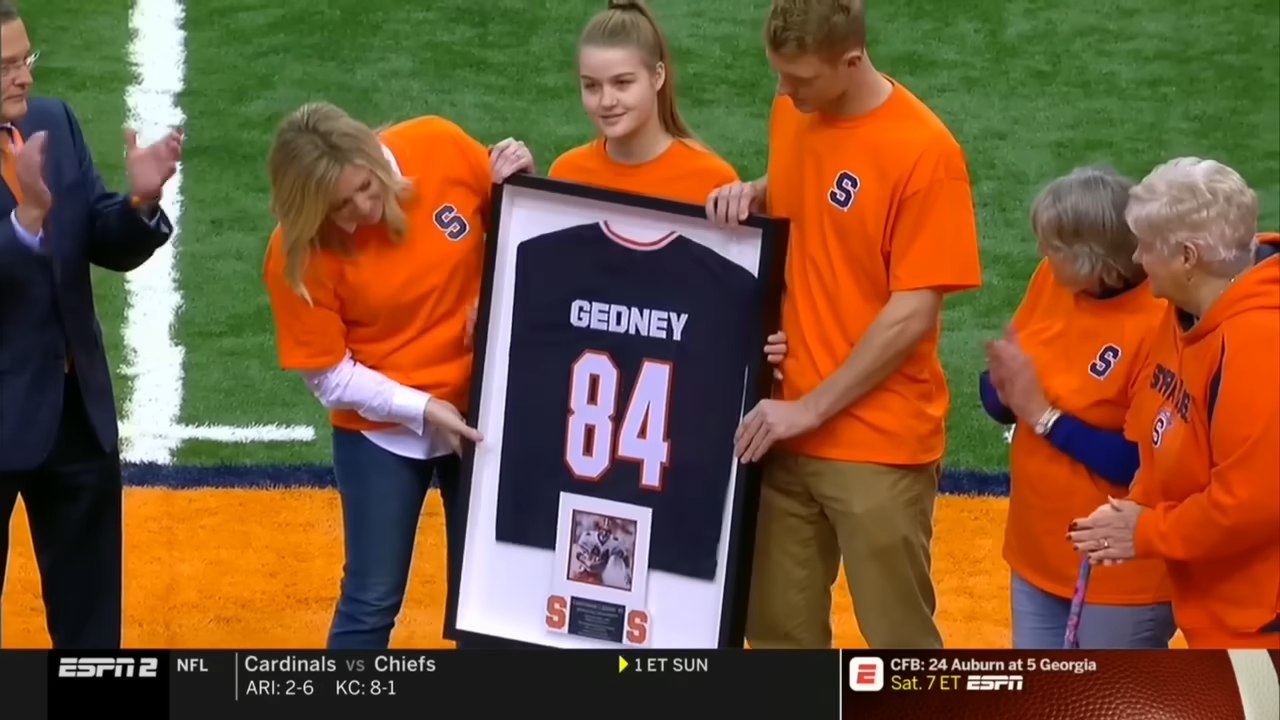 GEDNEY
84
S
S
S
S
S
S
ESPN2
NFL
Cardinals vs Chiefs
1 ET SUN
ARI: 2-6 KC: 8-1
E
CFB: 24 Auburn at 5 Georgia
Sat. 7 ET ESPN